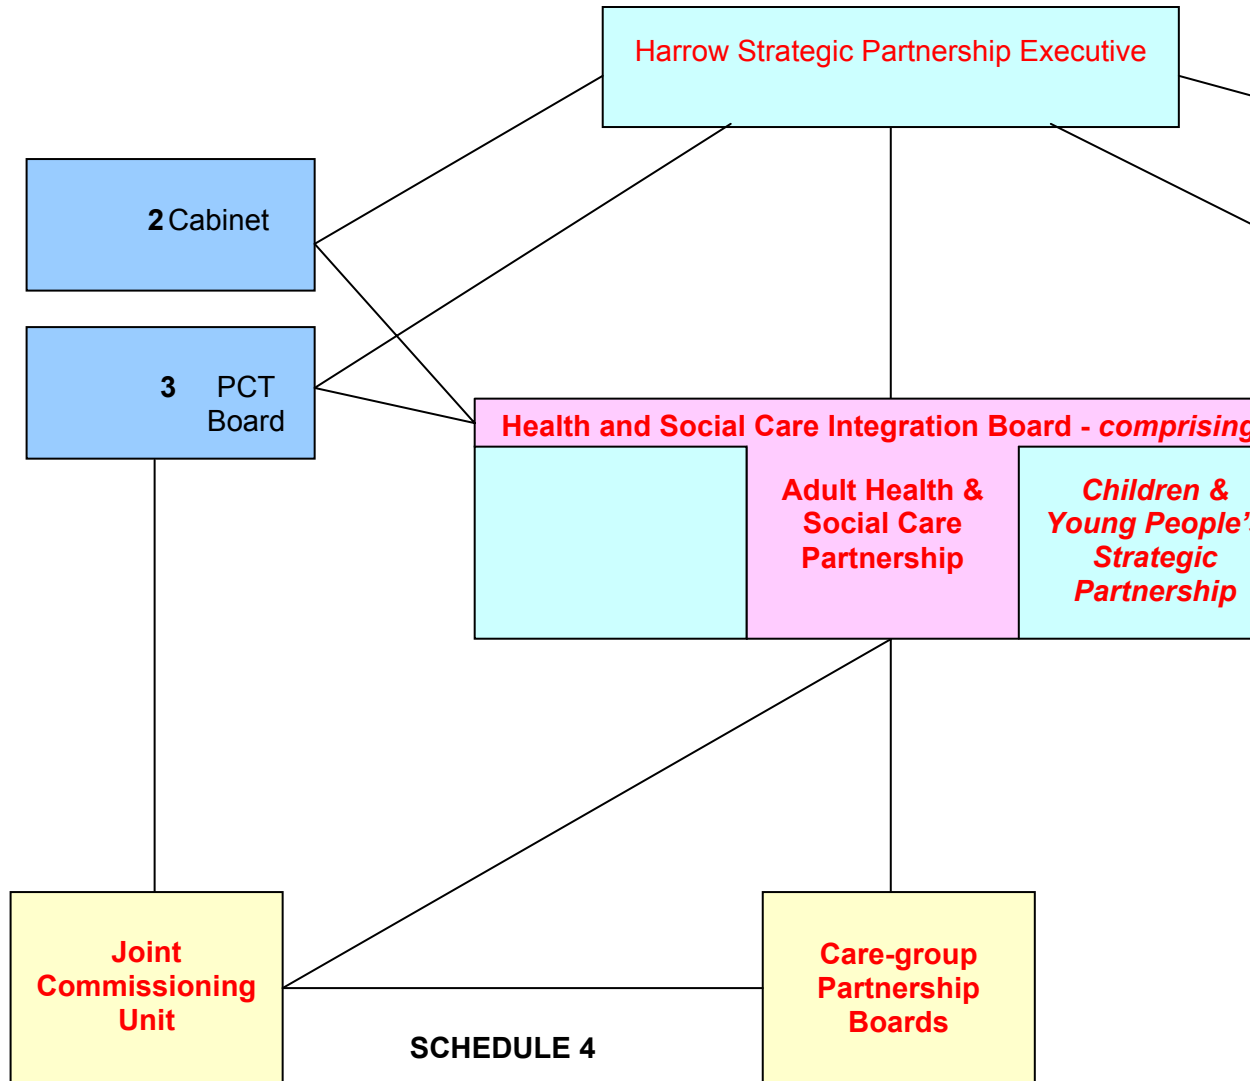 Harrow Strategic Partnership Executive
2 Cabinet
3 PCT
Board
Health and Social Care Integration Board - comprising
Adult Health &
Social Care
Partnership
Children &
Young People's
Strategic
Partnership
Joint
Commissioning
Unit
Care-group
Partnership
Boards
SCHEDULE 4